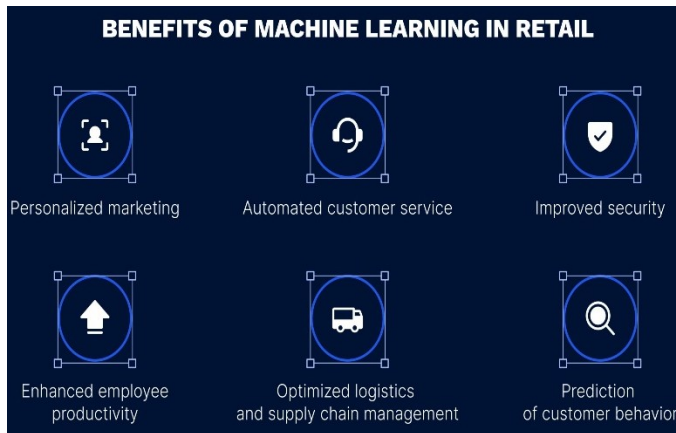 BENEFITS OF MACHINE LEARNING IN RETAIL
Personalized marketing
Automated customer service
Improved security
Enhanced employee
productivity
Optimized logistics
and supply chain management
Prediction
of customer behavior